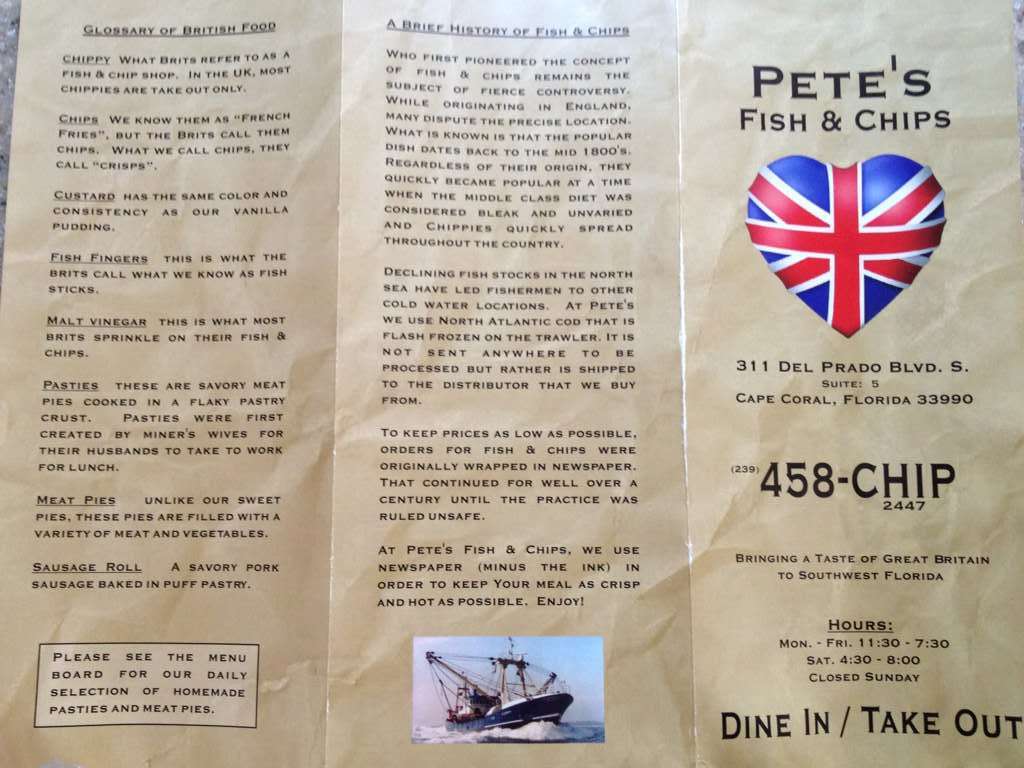 GLOSSARY OF BRITISH FOOD
CHIPPY WHAT BRITS REFER TO AS A
FISH & CHIP SHOP. IN THE UK, MOST
CHIPPIES ARE TAKE OUT ONLY.
CHIPS WE KNOW THEM AS "FRENCH
FRIES", BUT THE BRITS CALL THEM
CHIPS. WHAT WE CALL CHIPS, THEY
CALL "CRISPS".
CUSTARD HAS THE SAME COLOR AND
CONSISTENCY AS OUR VANILLA
PUDDING.
FISH FINGERS THIS IS WHAT THE
BRITS CALL WHAT WE KNOW AS FISH
STICKS.
MALT VINEGAR THIS IS WHAT MOST
BRITS SPRINKLE ON THEIR FISH &
CHIPS.
PASTIES THESE ARE SAVORY MEAT
PIES COOKED IN A FLAKY PASTRY
CRUST. PASTIES WERE FIRST
CREATED BY MINER'S WIVES FOR
THEIR HUSBANDS TO TAKE TO WORK
FOR LUNCH.
MEAT PIES UNLIKE OUR SWEET
PIES, THESE PIES ARE FILLED WITH A
VARIETY OF MEAT AND VEGETABLES.
SAUSAGE ROLL A SAVORY PORK
SAUSAGE BAKED IN PUFF PASTRY.
PLEASE SEE THE MENU
BOARD FOR OUR DAILY
SELECTION OF HOMEMADE
PASTIES AND MEAT PIES.
A BRIEF HISTORY OF FISH & CHIPS
WHO FIRST PIONEERED THE CONCEPT
OF FISH & CHIPS REMAINS THE
SUBJECT OF FIERCE CONTROVERSY.
WHILE ORIGINATING IN ENGLAND,
MANY DISPUTE THE PRECISE LOCATION.
WHAT IS KNOWN IS THAT THE POPULAR
DISH DATES BACK TO THE MID 1800'S.
REGARDLESS OF THEIR ORIGIN, THEY
QUICKLY BECAME POPULAR AT A TIME
WHEN THE MIDDLE CLASS DIET WAS
CONSIDERED BLEAK AND UNVARIED
AND CHIPPIES QUICKLY SPREAD
THROUGHOUT THE COUNTRY.
DECLINING FISH STOCKS IN THE NORTH
SEA HAVE LED FISHERMEN TO OTHER
COLD WATER LOCATIONS. AT PETE'S
WE USE NORTH ATLANTIC COD THAT IS
FLASH FROZEN ON THE TRAWLER. IT IS
NOT SENT ANYWHERE TO BE
PROCESSED BUT RATHER IS SHIPPED
TO THE DISTRIBUTOR THAT WE BUY
FROM.
TO KEEP PRICES AS LOW AS POSSIBLE,
ORDERS FOR FISH & CHIPS WERE
ORIGINALLY WRAPPED IN NEWSPAPER.
THAT CONTINUED FOR WELL OVER A
CENTURY UNTIL THE PRACTICE WAS
RULED UNSAFE.
AT PETE'S FISH & CHIPS, WE USE
NEWSPAPER (MINUS THE INK) IN
ORDER TO KEEP YOUR MEAL AS CRISP
AND HOT AS POSSIBLE. ENJOY!
PETE'S
FISH & CHIPS
311 DEL PRADO BLVD. S.
SUITE: 5
CAPE CORAL, FLORIDA 33990
(239) 458-CHIP
2447
BRINGING A TASTE OF GREAT BRITAIN
TO SOUTHWEST FLORIDA
HOURS:
MON. - FRI. 11:30 - 7:30
SAT. 4:30 - 8:00
CLOSED SUNDAY
DINE IN / TAKE OUT